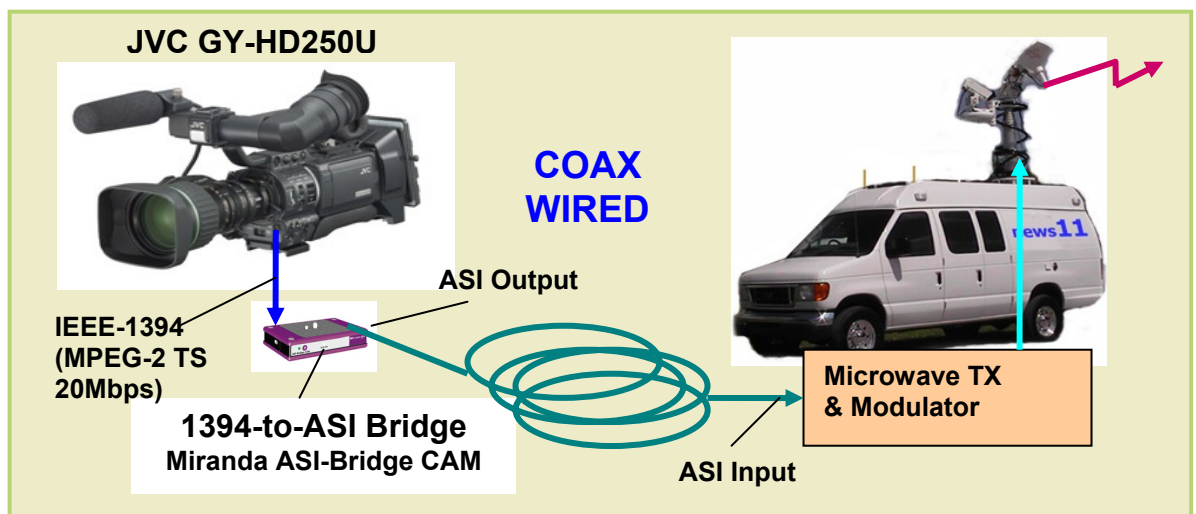 JVC GY-HD250U
JVC
COAX
WIRED
news11
ASI Output
IEEE-1394
(MPEG-2 TS
20Mbps)
1394-to-ASI Bridge
Miranda ASI-Bridge CAM
ASI Input
Microwave TX
& Modulator